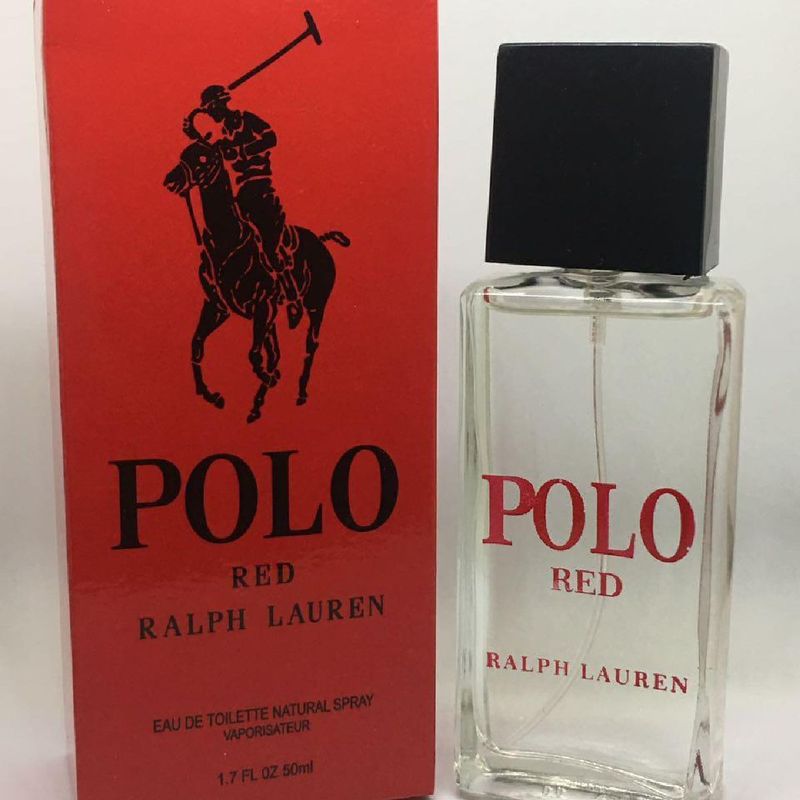 POLO
RED
RALPH LAUREN
EAU DE TOILETTE NATURAL SPRAY
VAPORISATEUR
1.7 FL OZ 50ml
POLO
RED
RALPH LAUREN